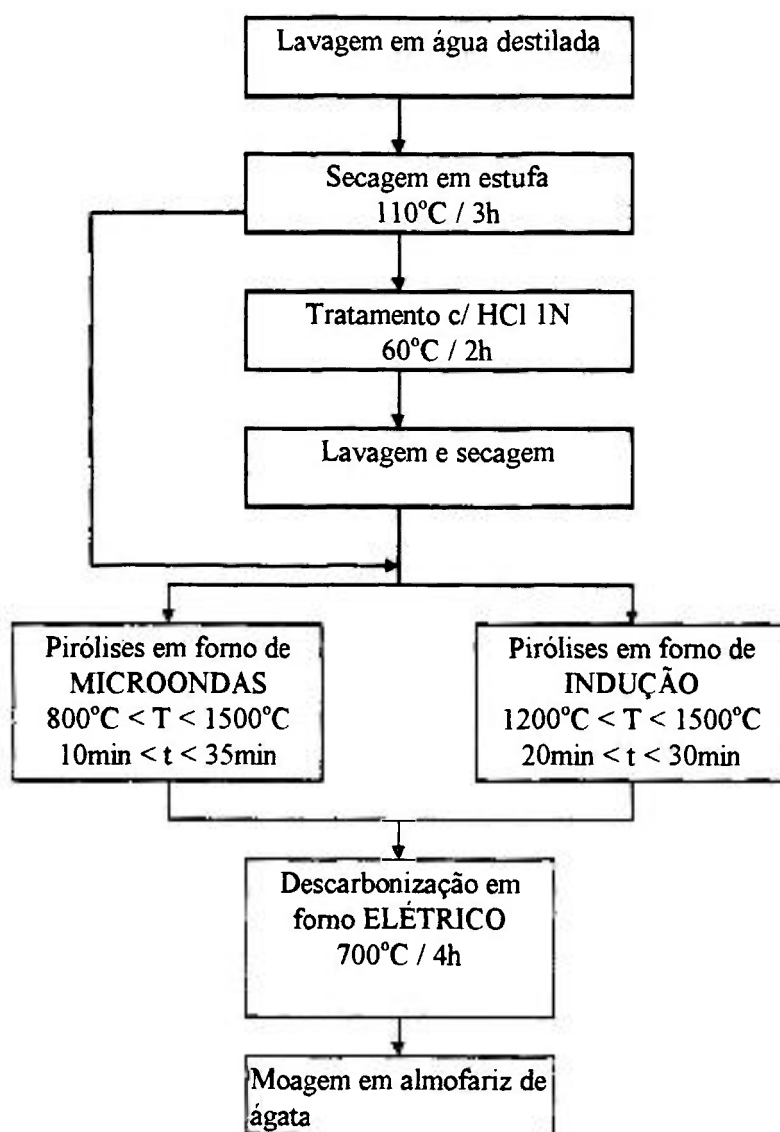 Lavagem em água destilada
Secagem em estufa
110°C / 3h
Tratamento c/ HCl 1N
60°C / 2h
Lavagem e secagem
Pirólises em forno de
MICROONDAS
800°C < T < 1500°C
10min < t < 35min
Pirólises em forno de
INDUÇÃO
1200°C < T < 1500°C
20min < t < 30min
Descarbonização em
forno ELÉTRICO
700°C / 4h
Moagem em almofariz de
ágata